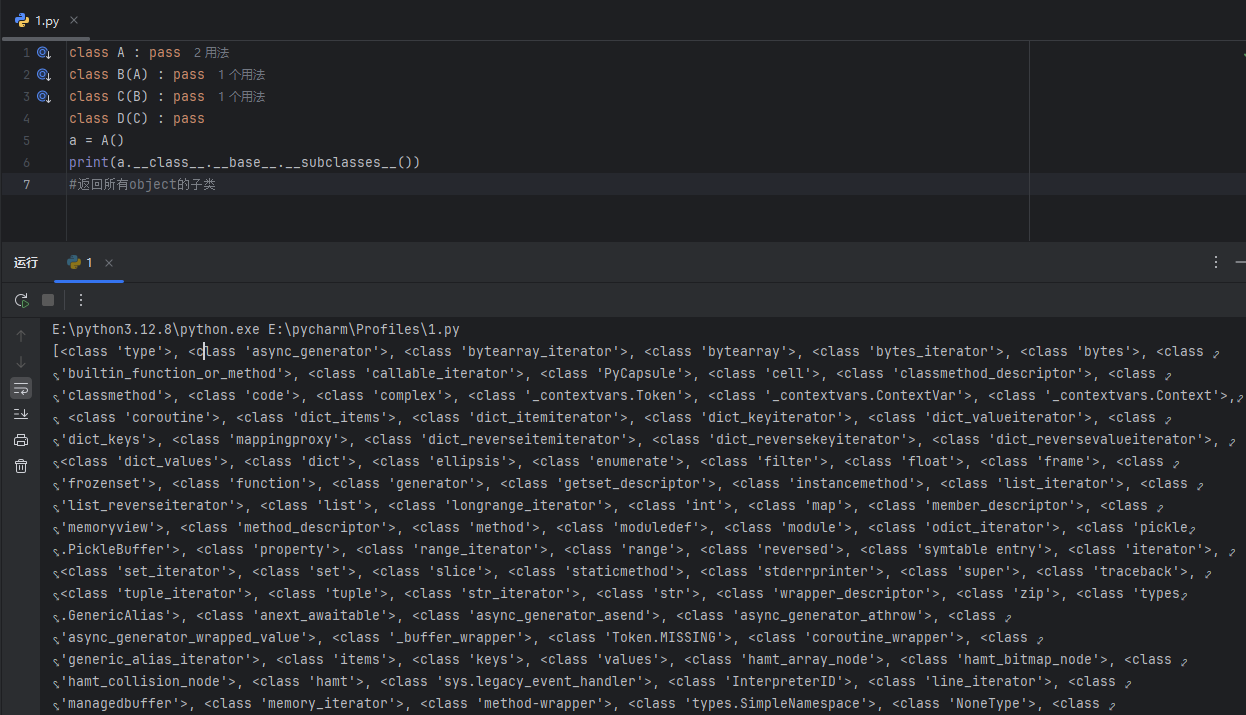 1.py
1 class A : pass 2 用法
2 class B(A) : pass 1 个用法
3 class C(B) : pass 1 个用法
4 class D(C) : pass
5 a = A()
6 print(a.__class__.__base__.__subclasses__())
7 #返回所有object的子类
运行 1
E:\python3.12.8\python.exe E:\pycharm\Profiles\1.py
[<class 'type'>, <class 'async_generator'>, <class 'bytearray_iterator'>, <class 'bytearray'>, <class 'bytes_iterator'>, <class 'bytes'>, <class
'builtin_function_or_method'>, <class 'callable_iterator'>, <class 'PyCapsule'>, <class 'cell'>, <class 'classmethod_descriptor'>, <class
'classmethod'>, <class 'code'>, <class 'complex'>, <class '_contextvars.Token'>, <class '_contextvars.ContextVar'>, <class '_contextvars.Context'>,
<class 'coroutine'>, <class 'dict_items'>, <class 'dict_itemiterator'>, <class 'dict_keyiterator'>, <class 'dict_valueiterator'>, <class
'dict_keys'>, <class 'mappingproxy'>, <class 'dict_reverseitemiterator'>, <class 'dict_reversekeyiterator'>, <class 'dict_reversevalueiterator'>,
<class 'dict_values'>, <class 'dict'>, <class 'ellipsis'>, <class 'enumerate'>, <class 'filter'>, <class 'float'>, <class 'frame'>, <class
'frozenset'>, <class 'function'>, <class 'generator'>, <class 'getset_descriptor'>, <class 'instancemethod'>, <class 'list_iterator'>, <class
'list_reverseiterator'>, <class 'list'>, <class 'longrange_iterator'>, <class 'int'>, <class 'map'>, <class 'member_descriptor'>, <class
'memoryview'>, <class 'method_descriptor'>, <class 'method'>, <class 'moduledef'>, <class 'module'>, <class 'odict_iterator'>, <class 'pickle
.PickleBuffer'>, <class 'property'>, <class 'range_iterator'>, <class 'range'>, <class 'reversed'>, <class 'symtable entry'>, <class 'iterator'>,
<class 'set_iterator'>, <class 'set'>, <class 'slice'>, <class 'staticmethod'>, <class 'stderrprinter'>, <class 'super'>, <class 'traceback'>,
<class 'tuple_iterator'>, <class 'tuple'>, <class 'str_iterator'>, <class 'str'>, <class 'wrapper_descriptor'>, <class 'zip'>, <class 'types
.GenericAlias'>, <class 'anext_awaitable'>, <class 'async_generator_asend'>, <class 'async_generator_athrow'>, <class
'async_generator_wrapped_value'>, <class '_buffer_wrapper'>, <class 'Token.MISSING'>, <class 'coroutine_wrapper'>, <class
'generic_alias_iterator'>, <class 'items'>, <class 'keys'>, <class 'values'>, <class 'hamt_array_node'>, <class 'hamt_bitmap_node'>, <class
'hamt_collision_node'>, <class 'hamt'>, <class 'sys.legacy_event_handler'>, <class 'InterpreterID'>, <class 'line_iterator'>, <class
'managedbuffer'>, <class 'memory_iterator'>, <class 'method-wrapper'>, <class 'types.SimpleNamespace'>, <class 'NoneType'>, <class